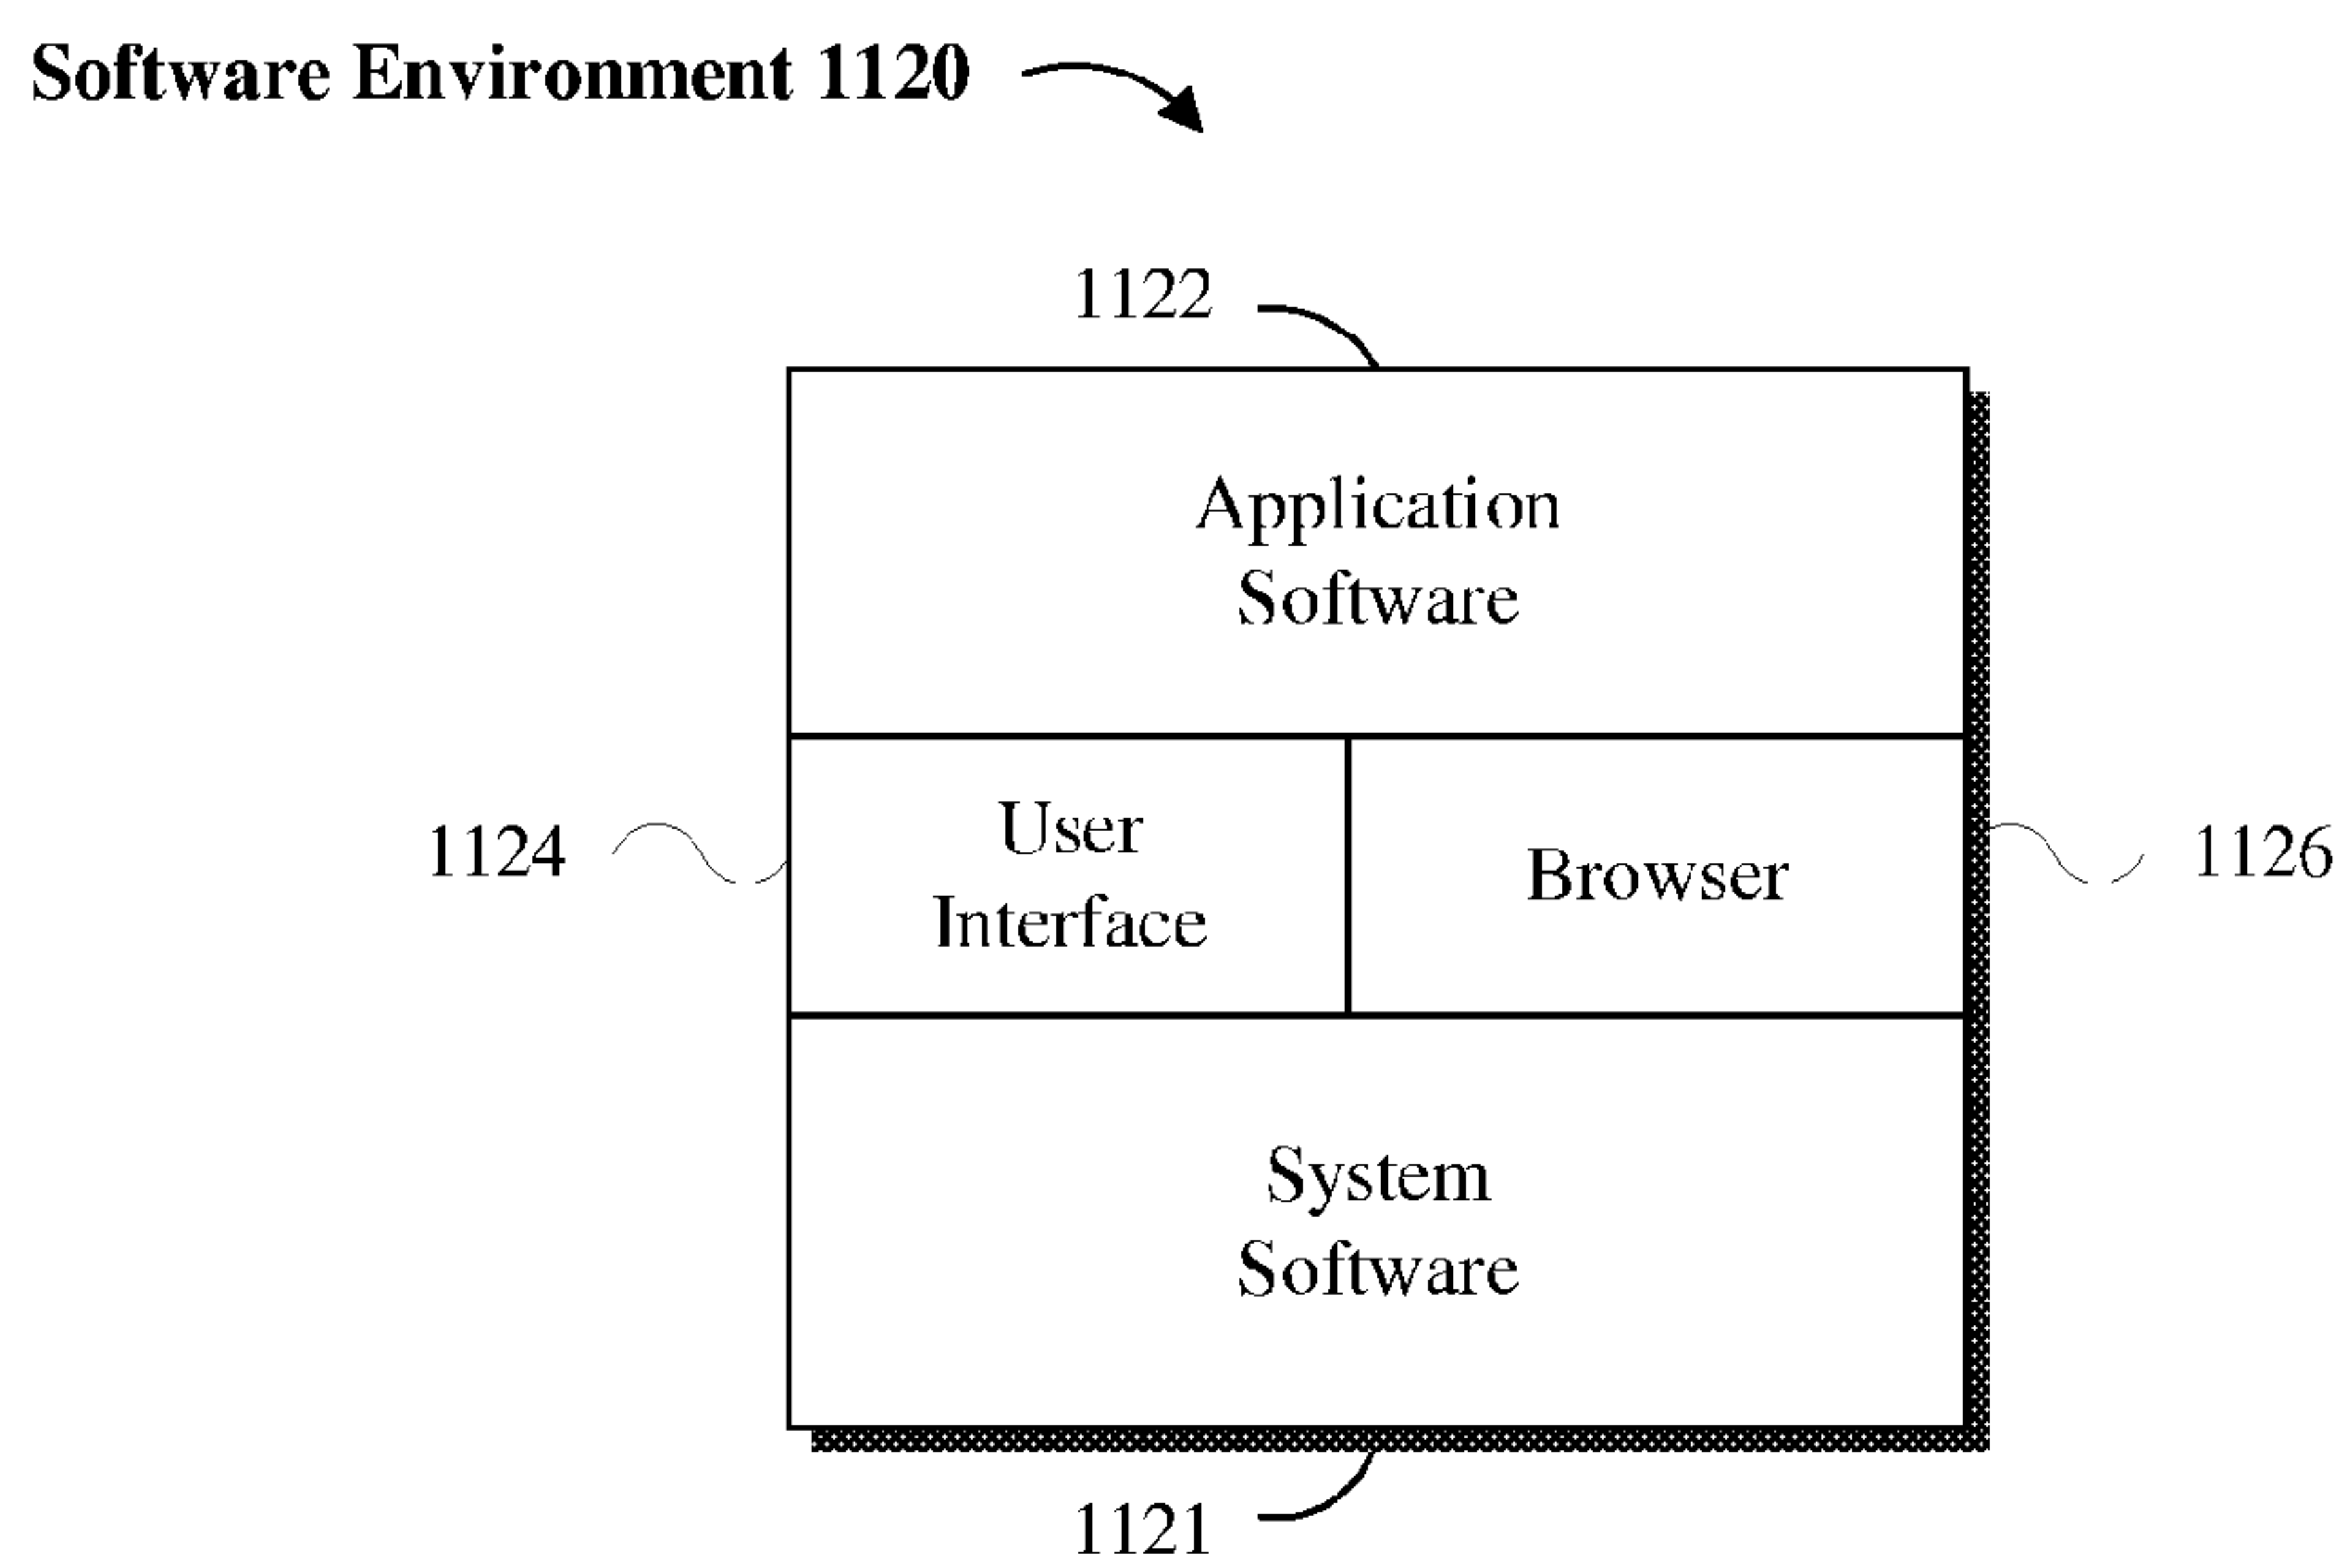 Software Environment 1120
1122
Application
Software
1124
User
Interface
Browser
1126
System
Software
1121